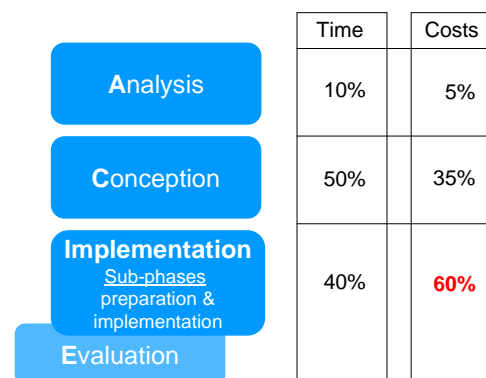 Time Costs
Analysis 10% 5%
Conception 50% 35%
Implementation
Sub-phases
preparation &
implementation
40% 60%
Evaluation